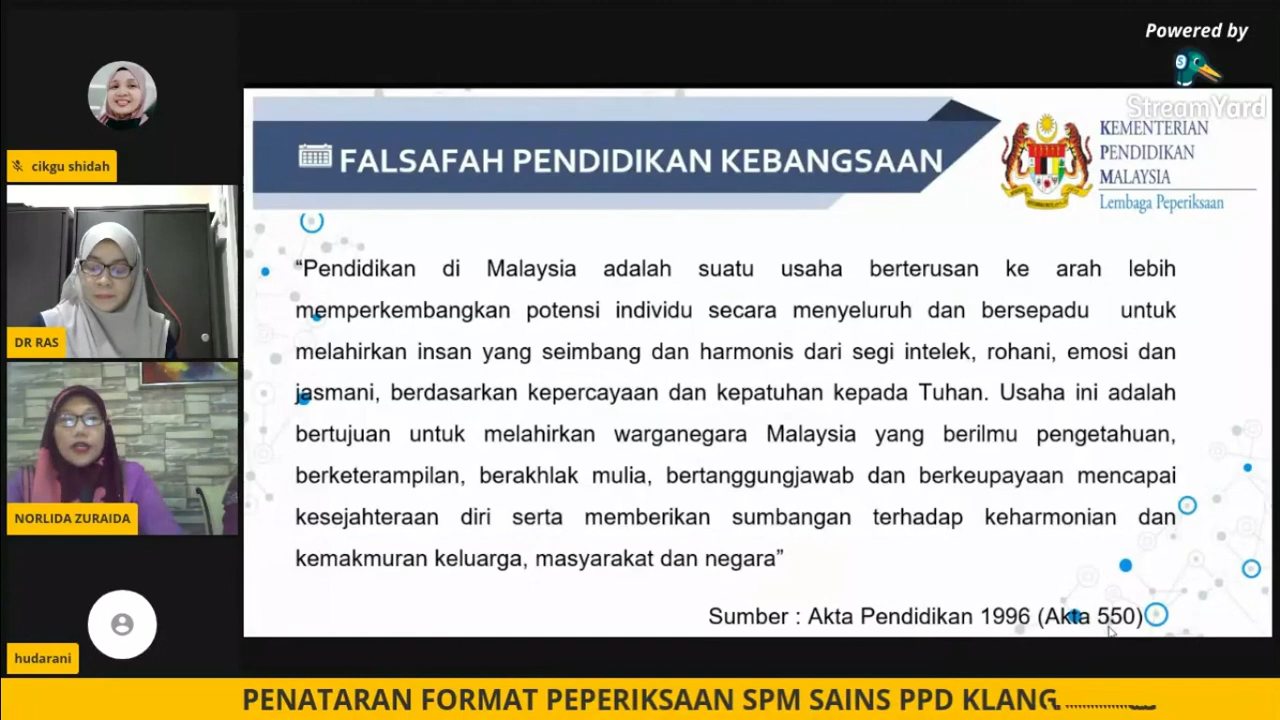 Powered by
StreamYard
cikgu shidah
DR RAS
NORLIDA ZURAIDA
hudarani
FALSAFAH PENDIDIKAN KEBANGSAAN
KEMENTERIAN
PENDIDIKAN
MALAYSIA
Lembaga Peperiksaan
“Pendidikan di Malaysia adalah suatu usaha berterusan ke arah lebih
memperkembangkan potensi individu secara menyeluruh dan bersepadu untuk
melahirkan insan yang seimbang dan harmonis dari segi intelek, rohani, emosi dan
jasmani, berdasarkan kepercayaan dan kepatuhan kepada Tuhan. Usaha ini adalah
bertujuan untuk melahirkan warganegara Malaysia yang berilmu pengetahuan,
berketerampilan, berakhlak mulia, bertanggungjawab dan berkeupayaan mencapai
kesejahteraan diri serta memberikan sumbangan terhadap keharmonian dan
kemakmuran keluarga, masyarakat dan negara”
Sumber : Akta Pendidikan 1996 (Akta 550)
PENATARAN FORMAT PEPERIKSAAN SPM SAINS PPD KLANG